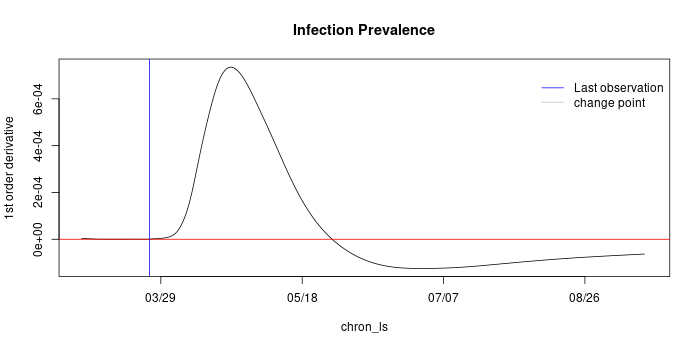 Infection Prevalence
Last observation
change point
1st order derivative
6e-04
4e-04
2e-04
0e+00
03/29
05/18
07/07
08/26
chron_ls